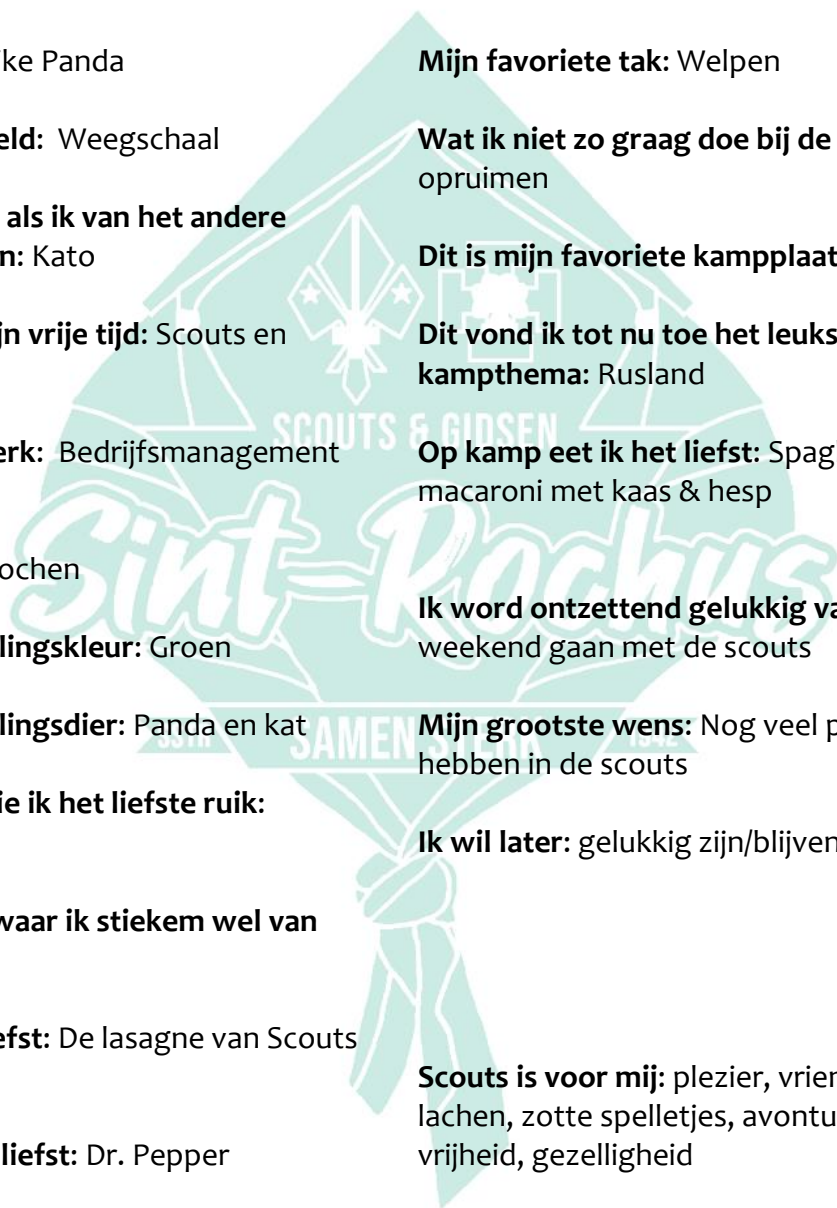 ke Panda
eld: Weegschaal
als ik van het andere
n: Kato
jn vrije tijd: Scouts en
erk: Bedrijfsmanagement
ochen
lingskleur: Groen
lingsdier: Panda en kat
ie ik het liefste ruik:
waar ik stiekem wel van
efst: De lasagne van Scouts
liefst: Dr. Pepper
Mijn favoriete tak: Welpen
Wat ik niet zo graag doe bij de
opruimen
Dit is mijn favoriete kampplaat
Dit vond ik tot nu toe het leuks
kampthema: Rusland
Op kamp eet ik het liefst: Spag
macaroni met kaas & hesp
Ik word ontzettend gelukkig va
weekend gaan met de scouts
Mijn grootste wens: Nog veel p
hebben in de scouts
Ik wil later: gelukkig zijn/blijven
Scouts is voor mij: plezier, vrien
lachen, zotte spelletjes, avontu
vrijheid, gezelligheid
SCOUTS & GIDSEN
Sint-Rochus
SAMEN STERK
1942